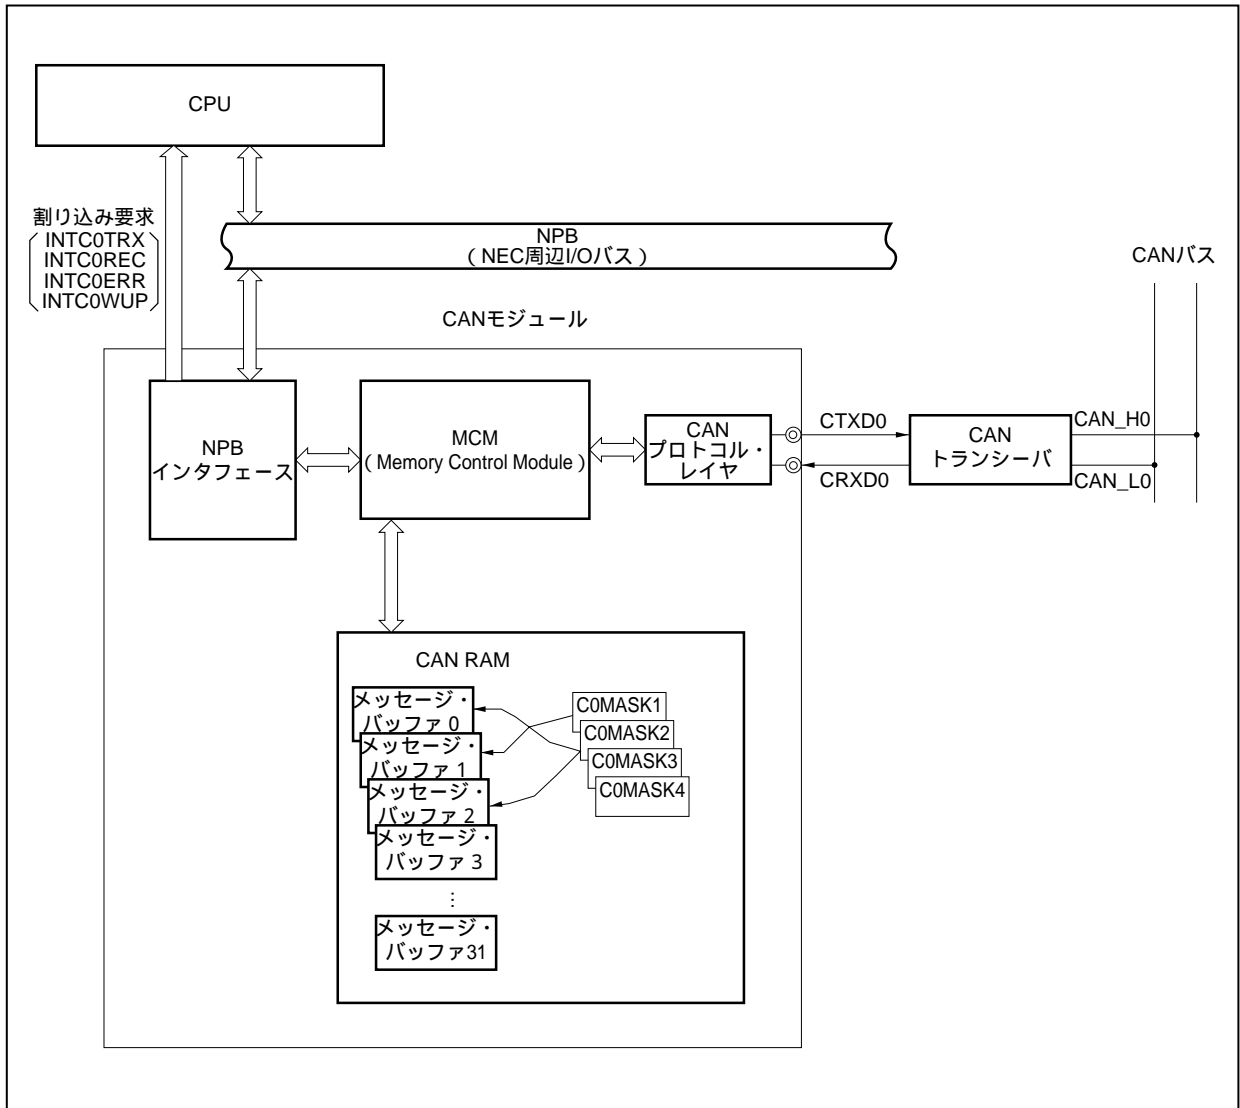 CPU
割り込み要求
INTC0TRX
INTC0REC
INTC0ERR
INTC0WUP
NPB
（NEC周辺I/Oバス）
CANバス
CANモジュール
NPB
インタフェース
MCM
（Memory Control Module）
CAN
プロトコル・
レイヤ
CTXD0
CRXD0
CAN
トランシーバ
CAN_H0
CAN_L0
CAN RAM
メッセージ・
バッファ 0
メッセージ・
バッファ 1
メッセージ・
バッファ 2
メッセージ・
バッファ 3
⋮
メッセージ・
バッファ31
C0MASK1
C0MASK2
C0MASK3
C0MASK4